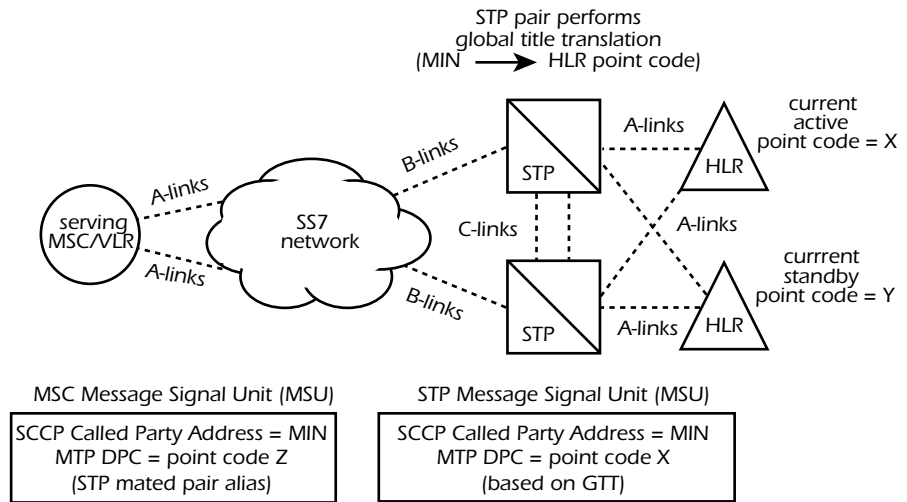 STP pair performs
global title translation
(MIN HLR point code)
A-links
current
active
point code = X
HLR
STP
B-links
A-links
serving
MSC/VLR
SS7
network
C-links
A-links
A-links
B-links
STP
A-links
HLR
currrent
standby
point code = Y
MSC Message Signal Unit (MSU)
SCCP Called Party Address = MIN
MTP DPC = point code Z
(STP mated pair alias)
STP Message Signal Unit (MSU)
SCCP Called Party Address = MIN
MTP DPC = point code X
(based on GTT)